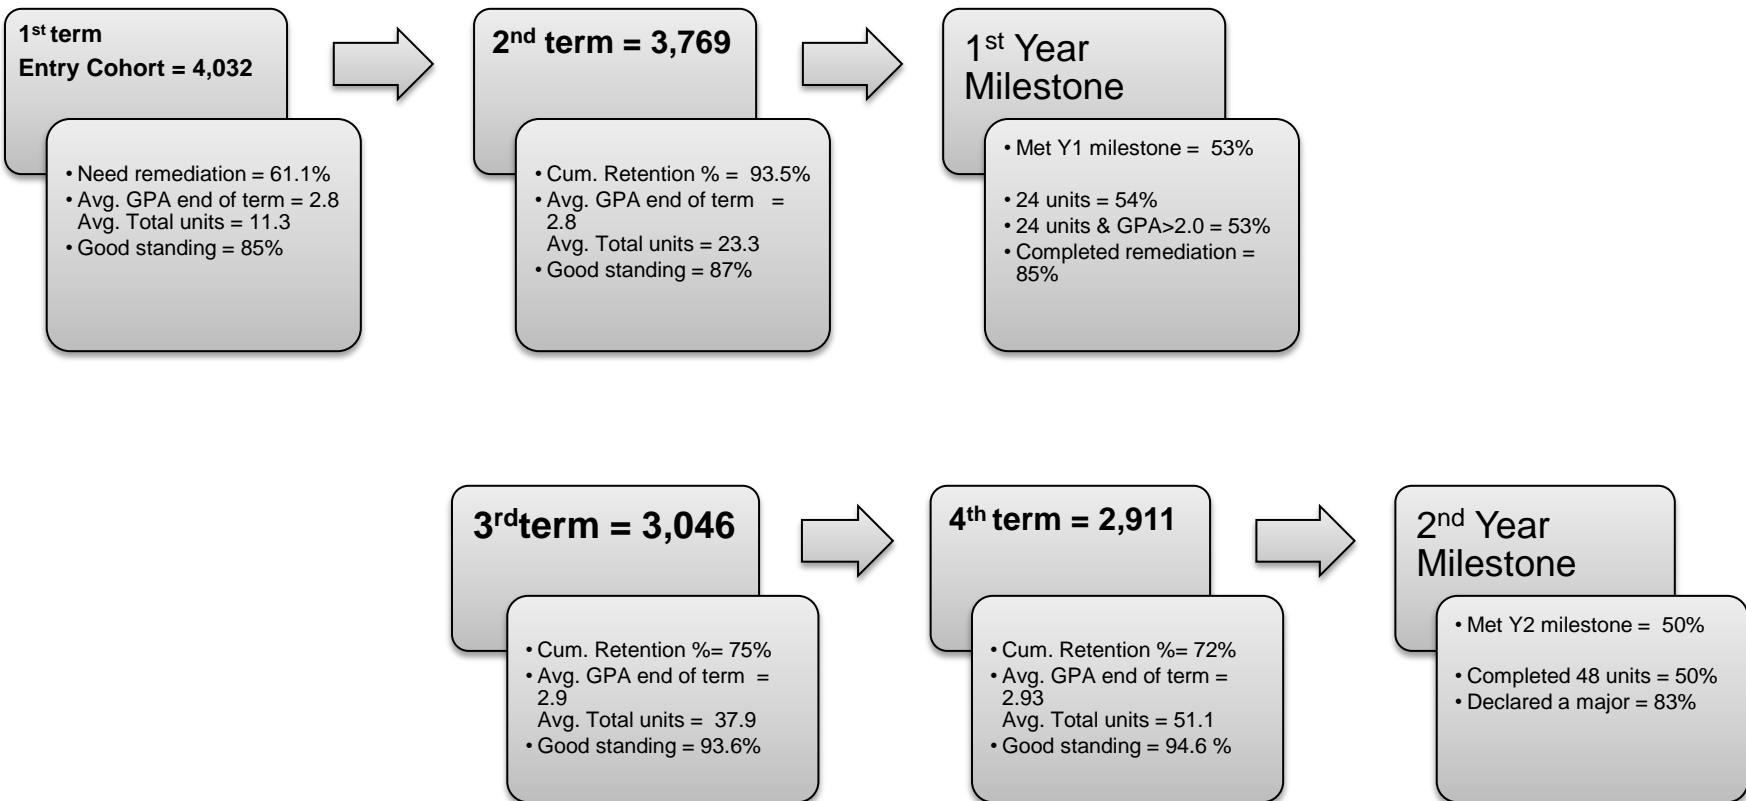 1st term
Entry Cohort = 4,032
• Need remediation = 61.1%
• Avg. GPA end of term = 2.8
Avg. Total units = 11.3
• Good standing = 85%
2nd term = 3,769
• Cum. Retention % = 93.5%
• Avg. GPA end of term =
2.8
Avg. Total units = 23.3
• Good standing = 87%
1st Year
Milestone
• Met Y1 milestone = 53%
• 24 units = 54%
• 24 units & GPA>2.0 = 53%
• Completed remediation =
85%
3rdterm = 3,046
• Cum. Retention %= 75%
• Avg. GPA end of term =
2.9
Avg. Total units = 37.9
• Good standing = 93.6%
4th term = 2,911
• Cum. Retention %= 72%
• Avg. GPA end of term =
2.93
Avg. Total units = 51.1
• Good standing = 94.6 %
2nd Year
Milestone
• Met Y2 milestone = 50%
• Completed 48 units = 50%
• Declared a major = 83%